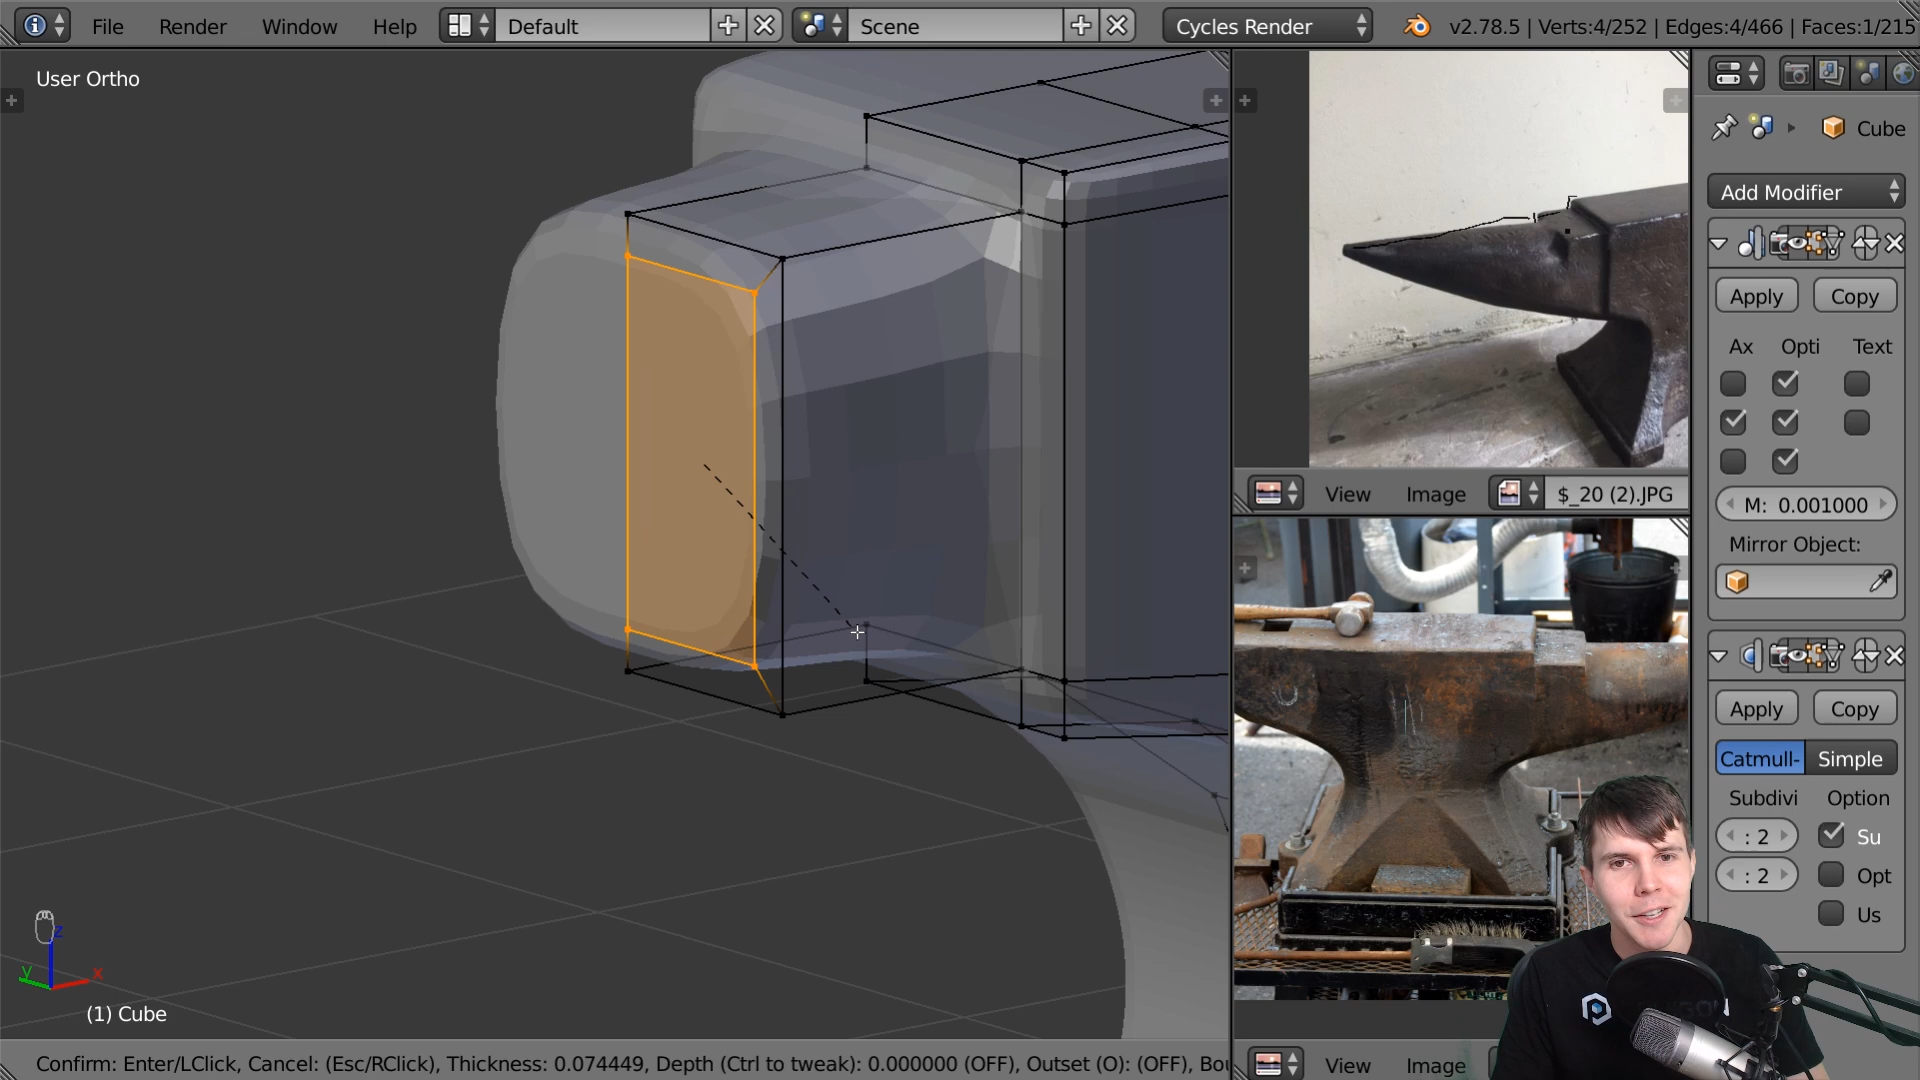 File Render Window Help Default Scene Cycles Render v2.78.5 | Verts:4/252 | Edges:4/466 | Faces:1/215
User Ortho
Cube
Add Modifier
Apply Copy
Ax Opti Text
M: 0.001000
View Image $_20 (2).JPG
Mirror Object:
Apply Copy
Catmull- Simple
Subdivi Option
: 2 Su
: 2 Opt
Us
z
y x
(1) Cube
Confirm: Enter/LClick, Cancel: (Esc/RClick), Thickness: 0.074449, Depth (Ctrl to tweak): 0.000000 (OFF), Outset (O): (OFF), Bou
View Image